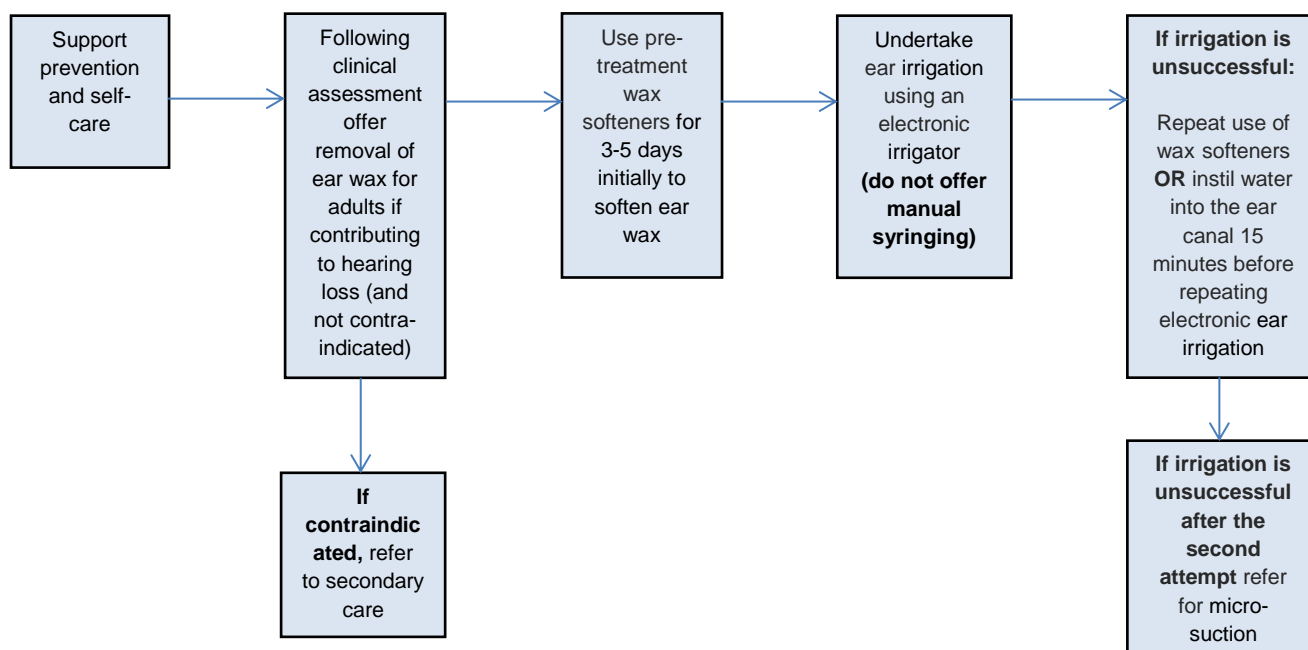 Support
prevention
and self-
care
Following
clinical
assessment
offer
removal of
ear wax for
adults if
contributing
to hearing
loss (and
not contra-
indicated)
Use pre-
treatment
wax
softeners for
3-5 days
initially to
soften ear
wax
Undertake
ear irrigation
using an
electronic
irrigator
(do not offer
manual
syringing)
If irrigation is
unsuccessful:
Repeat use of
wax softeners
OR instil water
into the ear
canal 15
minutes before
repeating
electronic ear
irrigation
If
contraindic
ated, refer
to secondary
care
If irrigation is
unsuccessful
after the
second
attempt refer
for micro-
suction